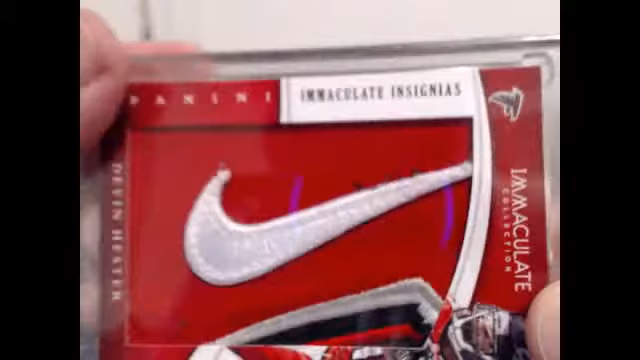 PANINI
IMMACULATE INSIGNIAS
DEVIN HESTER
IMMACULATE
COLLECTION